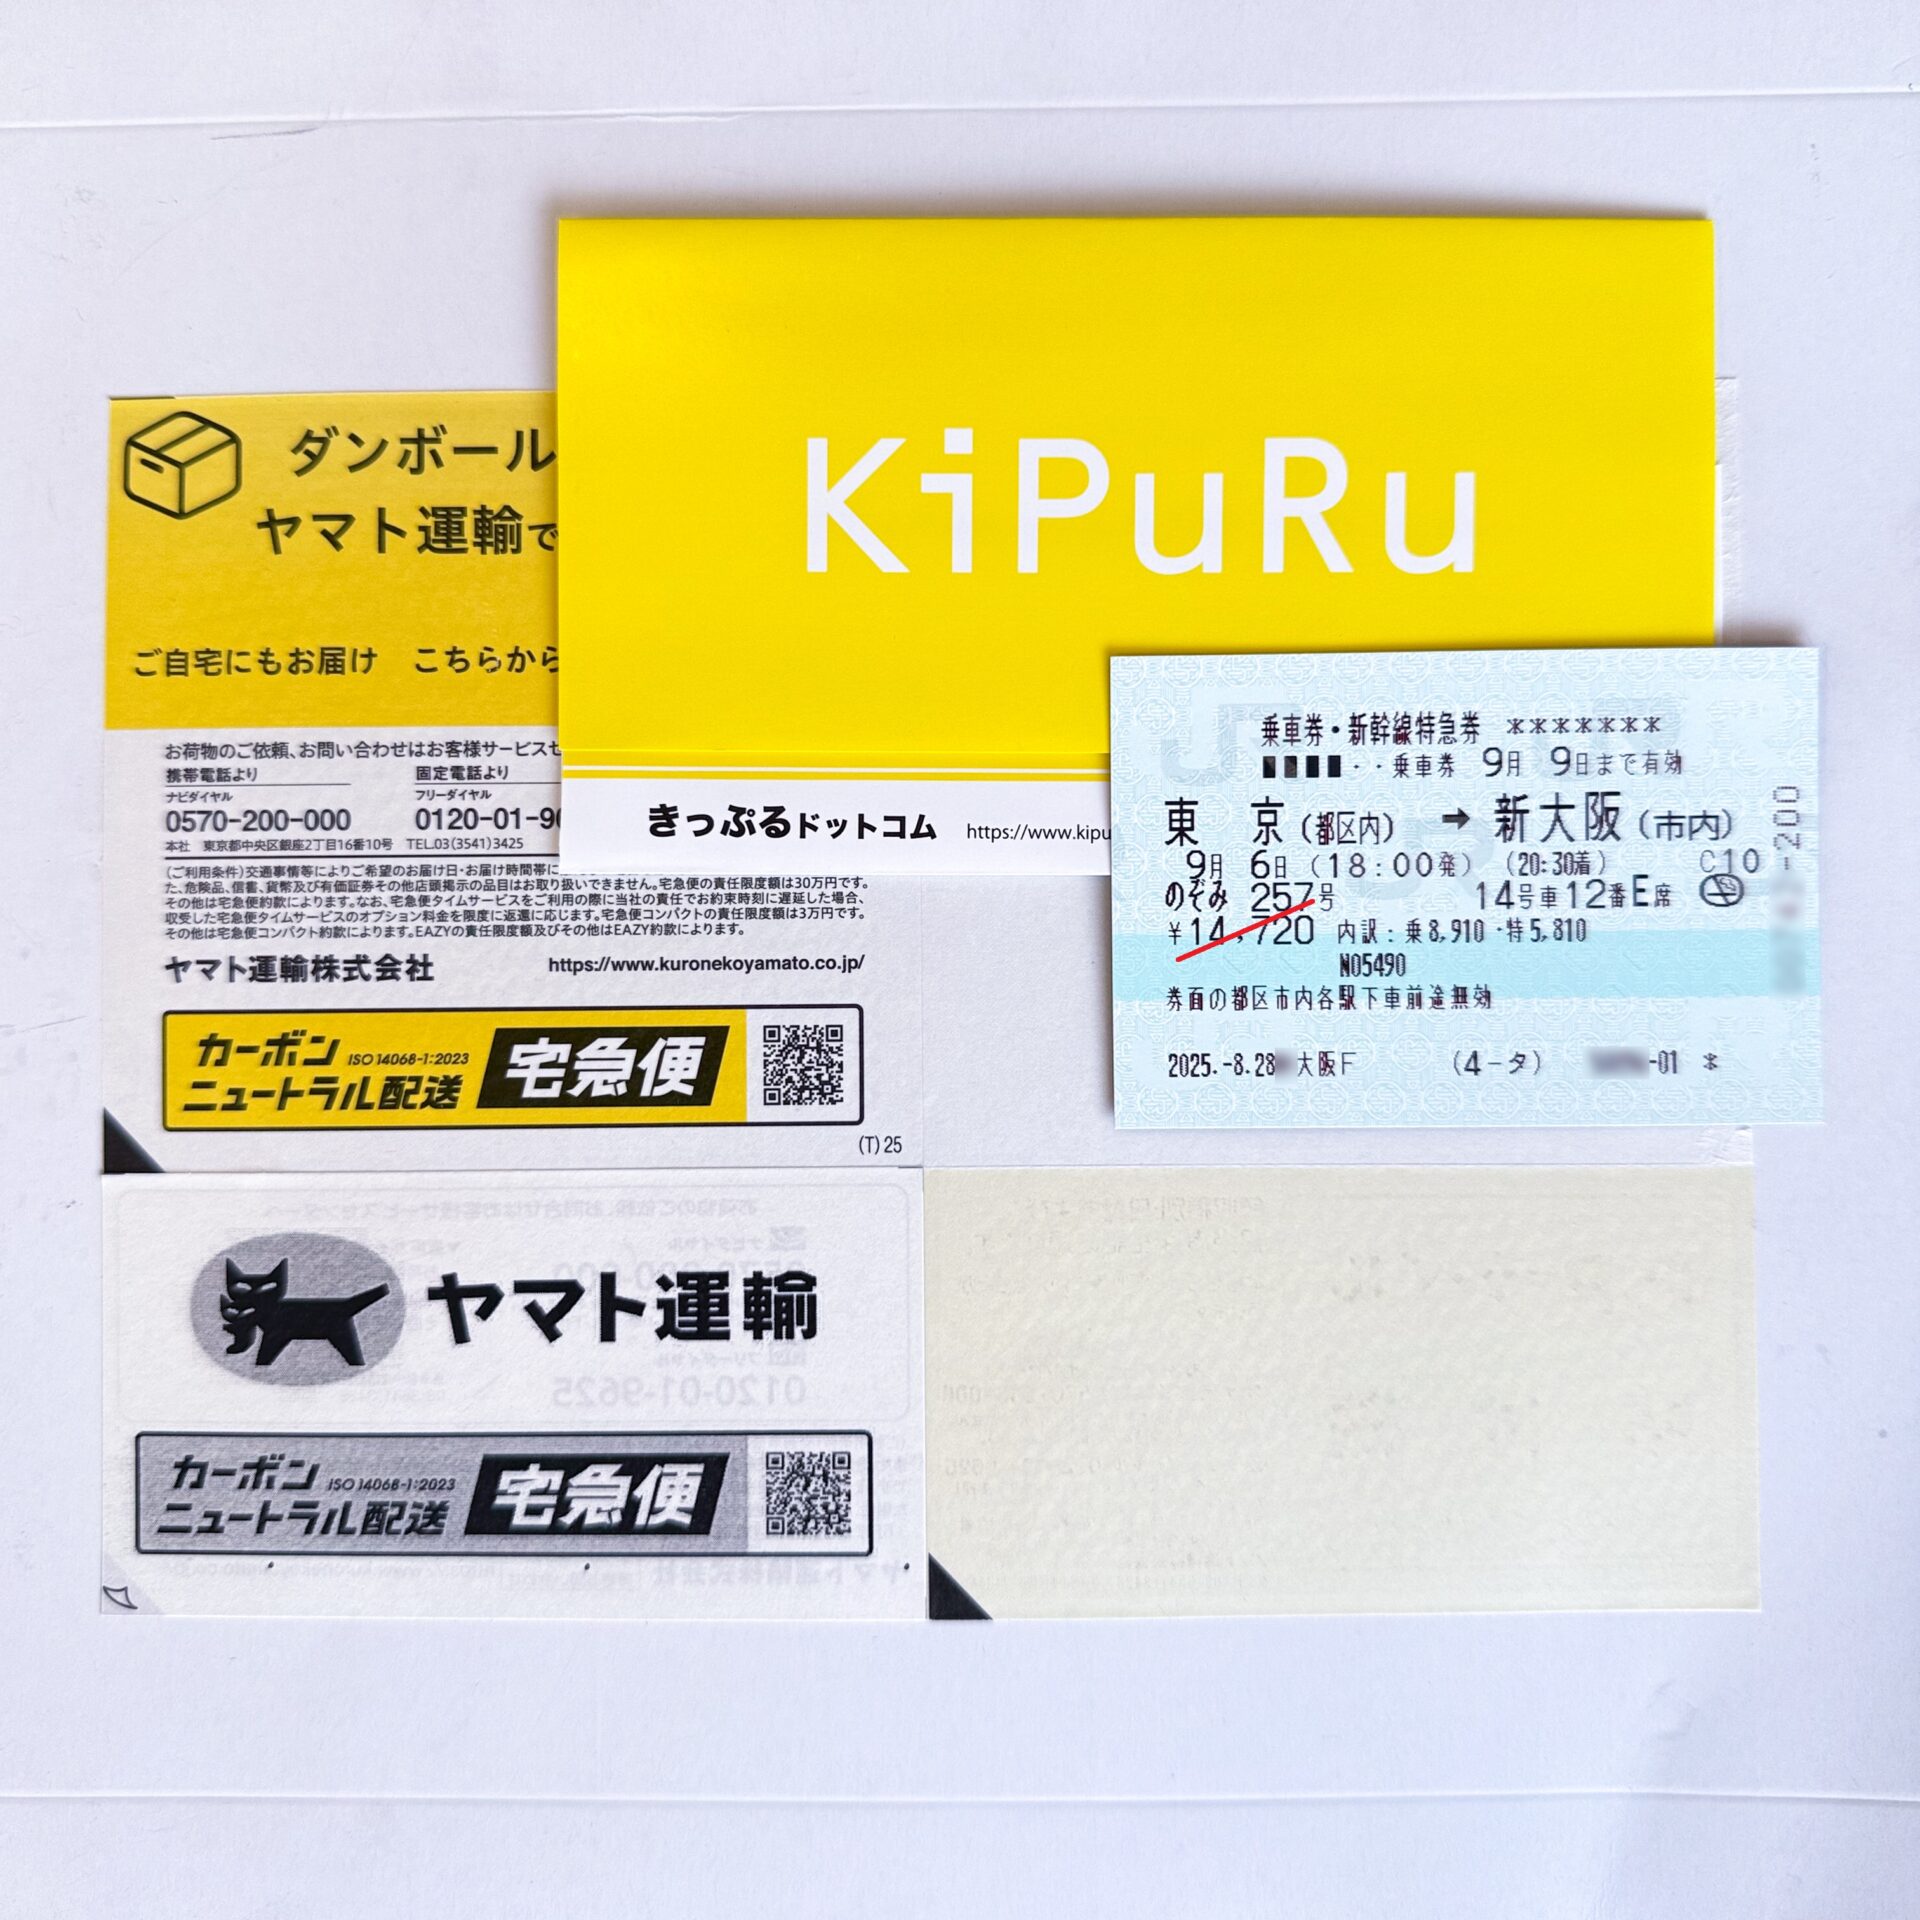 KiPuRu
きっぷるドットコム https://www.kipu
ダンボール
ヤマト運輸で
ご自宅にもお届け こちらから
お荷物のご依頼、お問い合わせはお客様サービスセ
携帯電話より 固定電話より
ナビダイヤル フリーダイヤル
0570-200-000 0120-01-96
本社 東京都中央区銀座2丁目16番10号 TEL.03(3541)3425
(ご利用条件)交通事情等によりご希望のお届け日・お届け時間帯に
た、危険品、信書、貨幣及び有価証券その他店頭掲示の品目はお取り扱いできません。宅急便の責任限度額は30万円です。
その他は宅急便約款によります。なお、宅急便タイムサービスをご利用の際に当社の責任でお約束時刻に遅延した場合、
収受した宅急便タイムサービスのオプション料金を限度に返還に応じます。宅急便コンパクトの責任限度額は3万円です。
その他は宅急便コンパクト約款によります。EAZYの責任限度額及びその他はEAZY約款によります。
ヤマト運輸株式会社 https://www.kuronekoyamato.co.jp/
カーボン ISO 14068-1:2023
ニュートラル配送 宅急便
(T)25
乗車券・新幹線特急券 *******
■■■■・・乗車券 9月 9日まで有効
東 京(都区内) → 新大阪(市内)
9月 6日(18:00発) (20:30着) C10
のぞみ 257号 14号車12番E席
¥14,720 内訳:乗8,910・特5,810
N05490
券面の都区市内各駅下車前途無効
2025.-8.28 大阪F (4-タ) -01 *
-200
ヤマト運輸
カーボン ISO 14068-1:2023
ニュートラル配送 宅急便